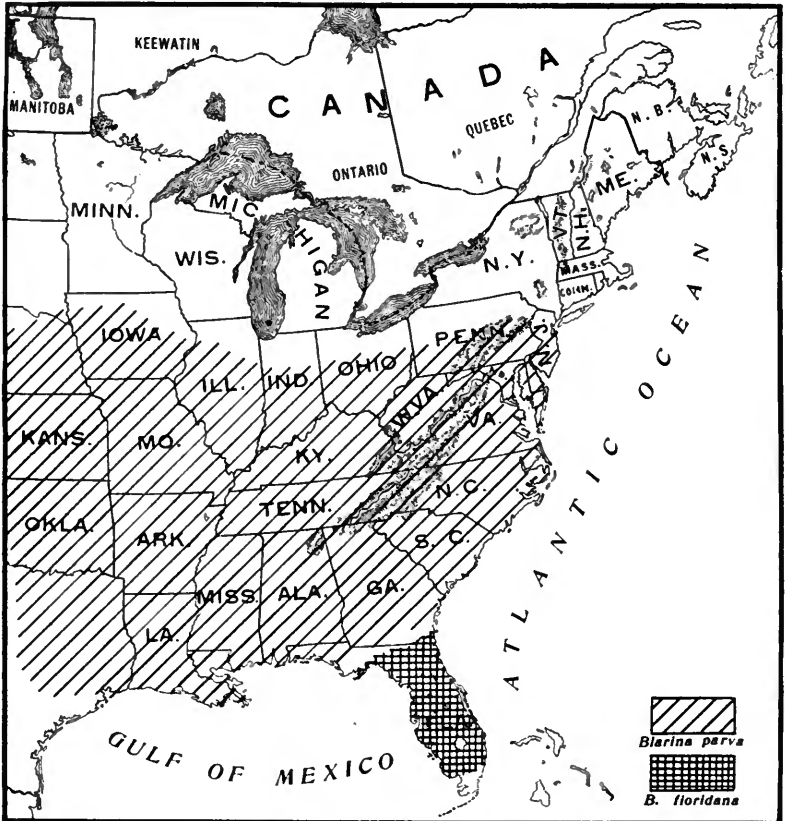 KEEWATIN
MANITOBA
CANADA
QUEBEC
N.B.
N.S.
ONTARIO
ME.
MINN.
MICHIGAN
VT.
N.H.
WIS.
N.Y.
MASS.
CONN.
IOWA
PENN.
N.J.
ILL.
IND.
OHIO
W.VA.
VA.
KANS.
MO.
KY.
N.C.
TENN.
OKLA.
ARK.
S.C.
MISS.
ALA.
GA.
LA.
ATLANTIC OCEAN
GULF OF MEXICO
Blarina parva
B. floridana